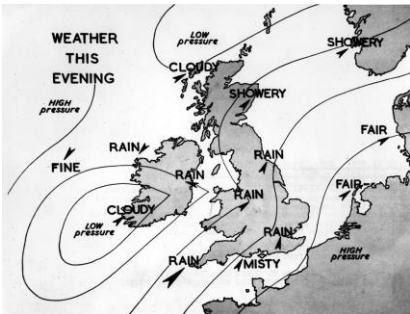 WEATHER
THIS
EVENING
LOW
pressure
SHOWERY
CLOUDY
HIGH
pressure
SHOWERY
FAIR
RAIN
FINE
RAIN
RAIN
FAIR
RAIN
CLOUDY
LOW
pressure
RAIN
HIGH
pressure
RAIN
MISTY